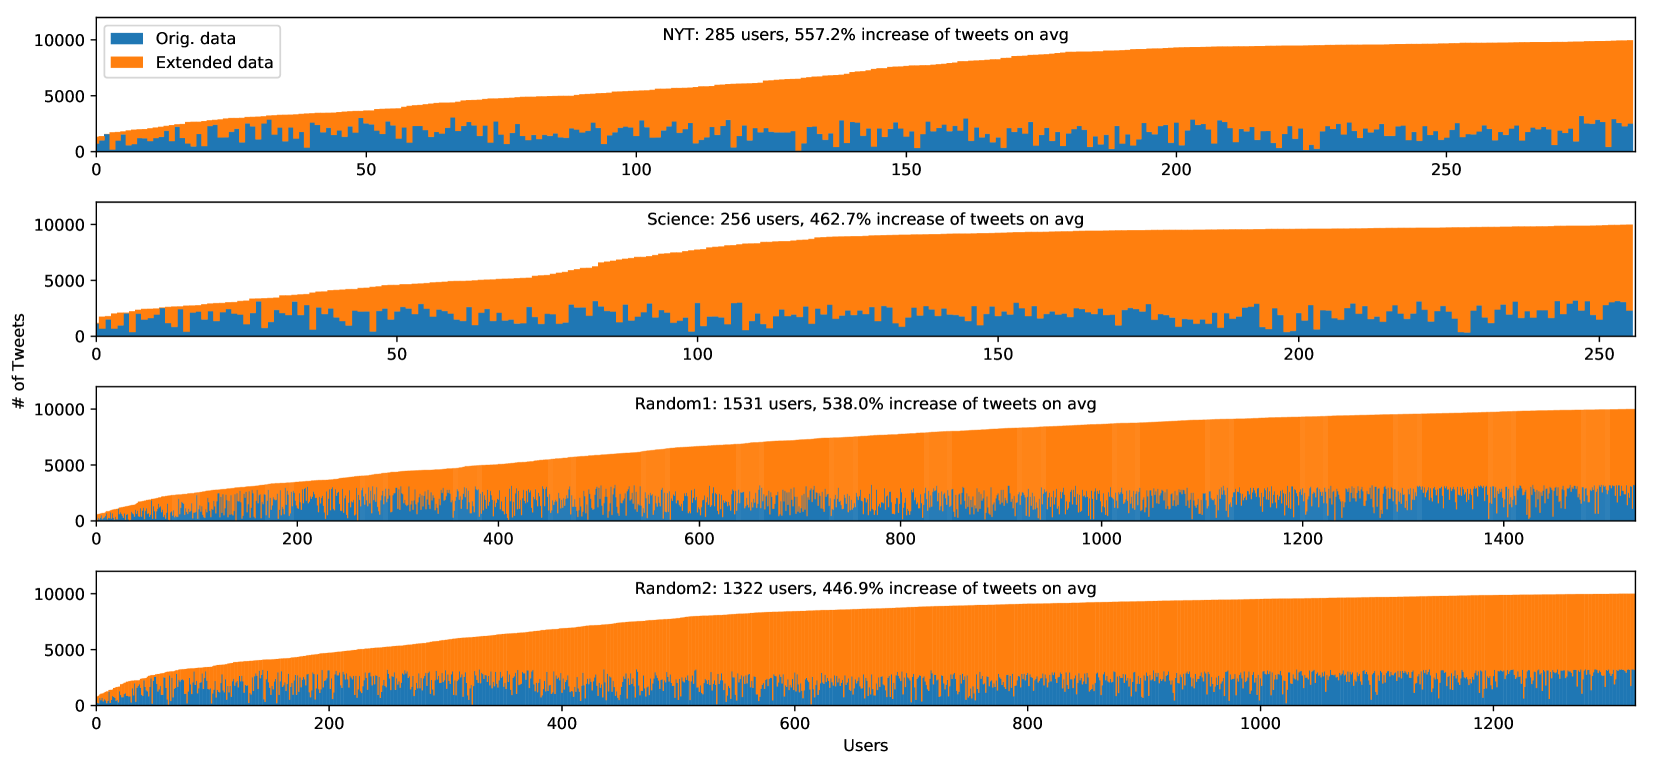 NYT: 285 users, 557.2% increase of tweets on avg
Orig. data
Extended data
10000
5000
0
0 50 100 150 200 250
Science: 256 users, 462.7% increase of tweets on avg
10000
5000
0
0 50 100 150 200 250
# of Tweets
Random1: 1531 users, 538.0% increase of tweets on avg
10000
5000
0
0 200 400 600 800 1000 1200 1400
Random2: 1322 users, 446.9% increase of tweets on avg
10000
5000
0
0 200 400 600 800 1000 1200
Users